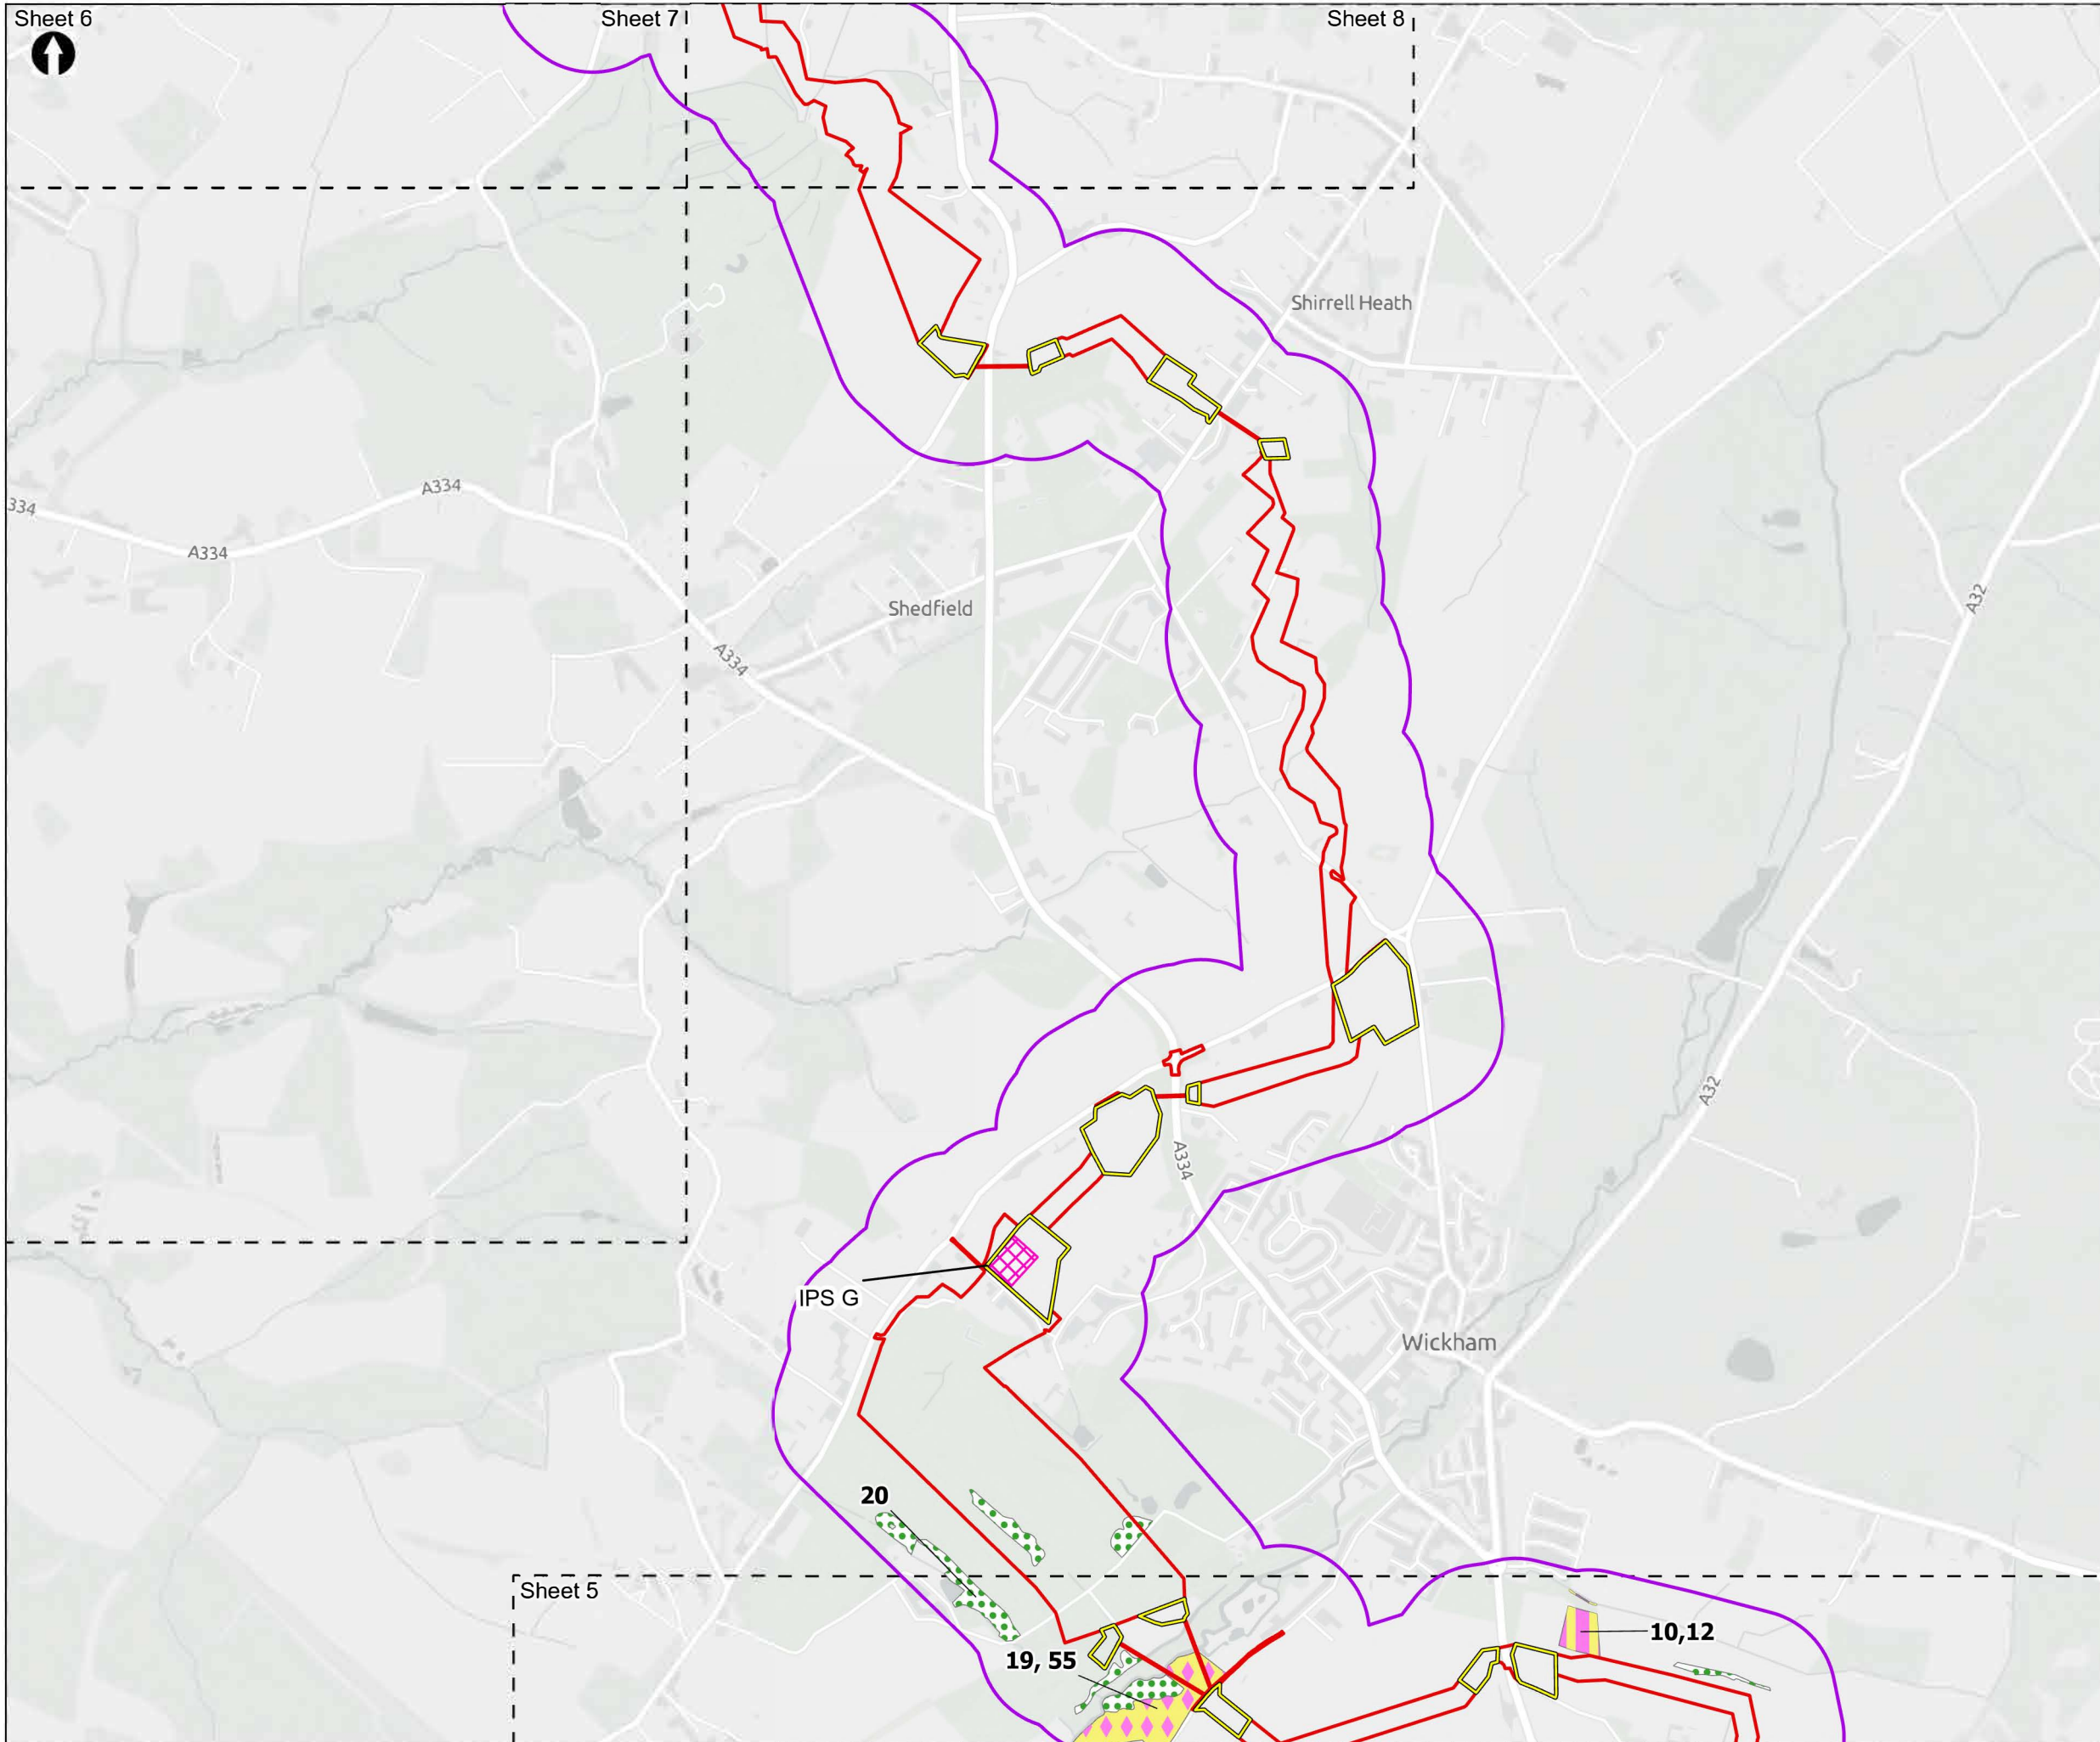 Sheet 6
Sheet 7
Sheet 8
Shirrell Heath
A334
334
A334
A32
Shedfield
A334
A32
A334
IPS G
Wickham
20
Sheet 5
10,12
19, 55